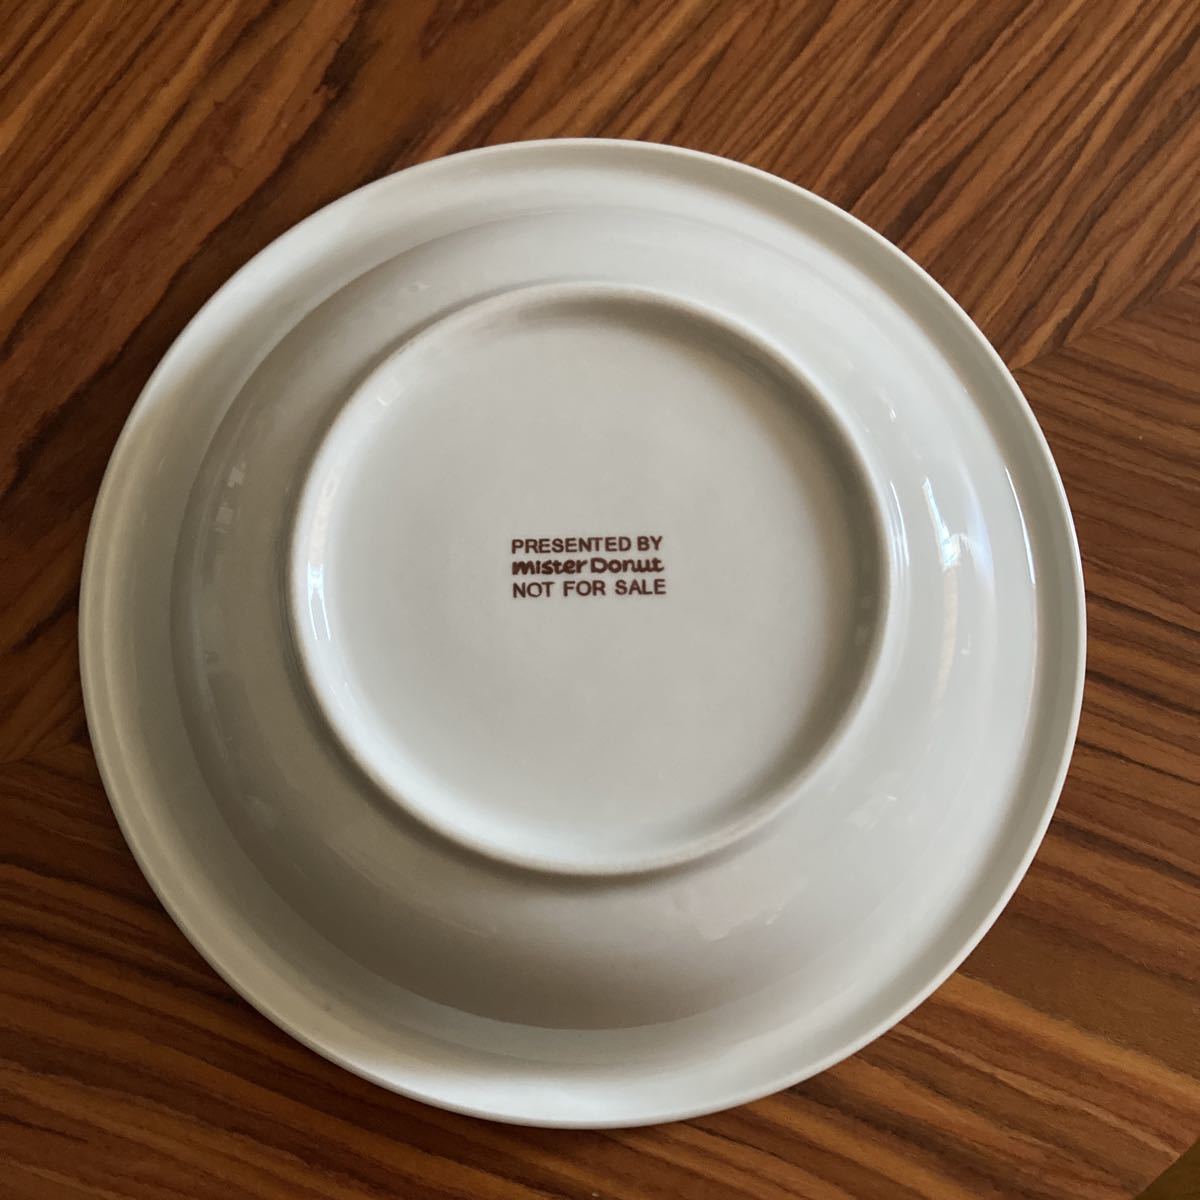 PRESENTED BY
mister Donut
NOT FOR SALE